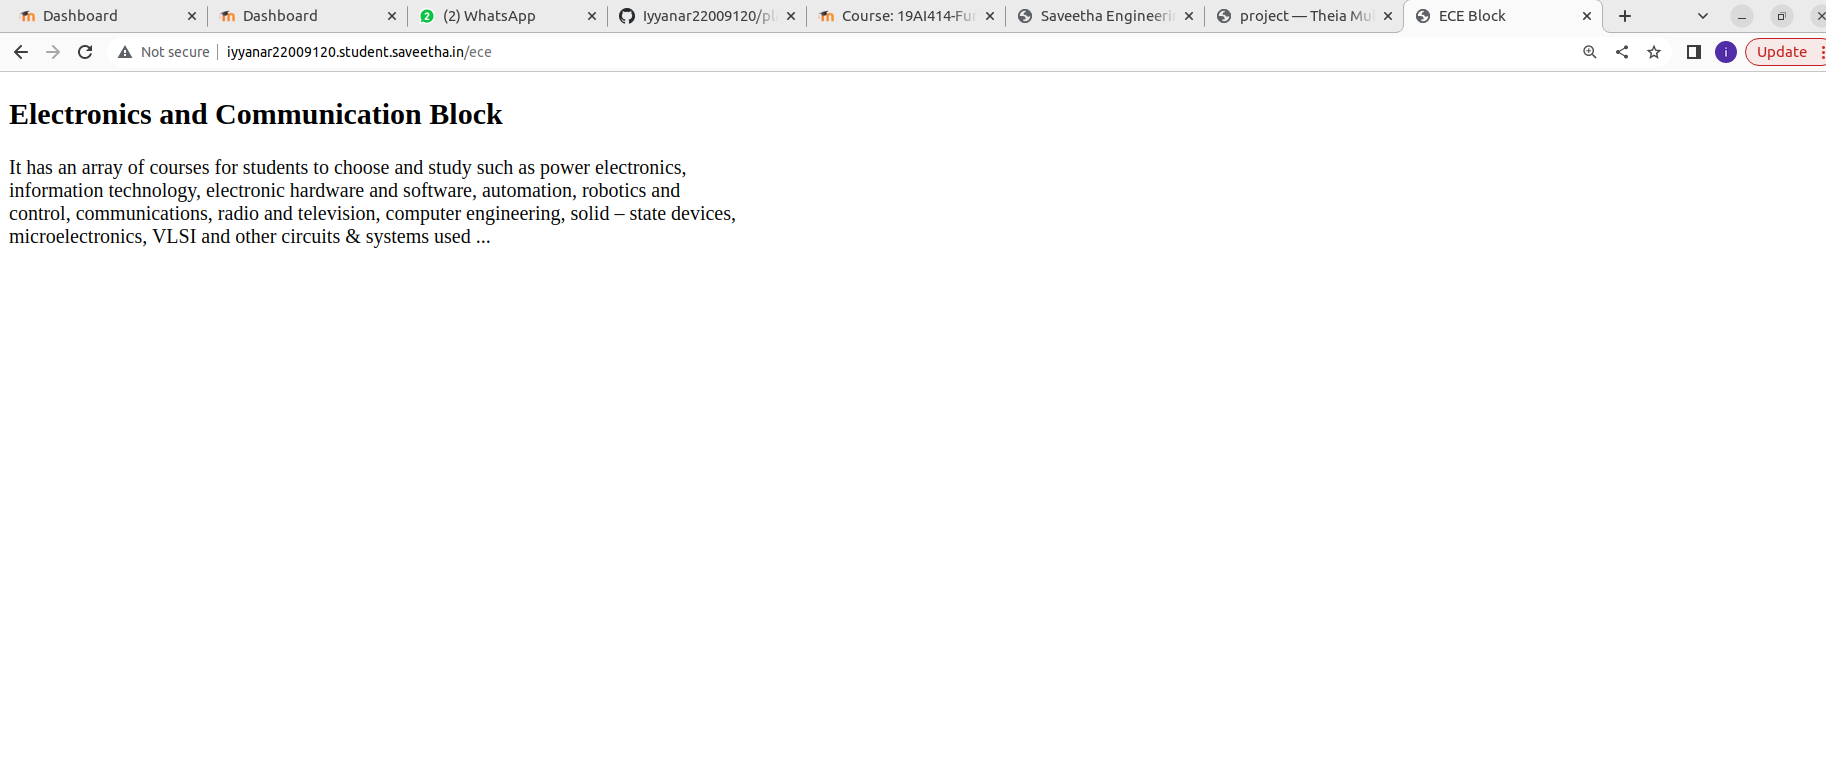 Dashboard
Dashboard
2 (2) WhatsApp
Iyyanar22009120/pl
Course: 19AI414-Fu
Saveetha Engineeri
project — Theia Mu
ECE Block
Not secure iyyanar22009120.student.saveetha.in/ece
i Update
Electronics and Communication Block
It has an array of courses for students to choose and study such as power electronics,
information technology, electronic hardware and software, automation, robotics and
control, communications, radio and television, computer engineering, solid – state devices,
microelectronics, VLSI and other circuits & systems used ...